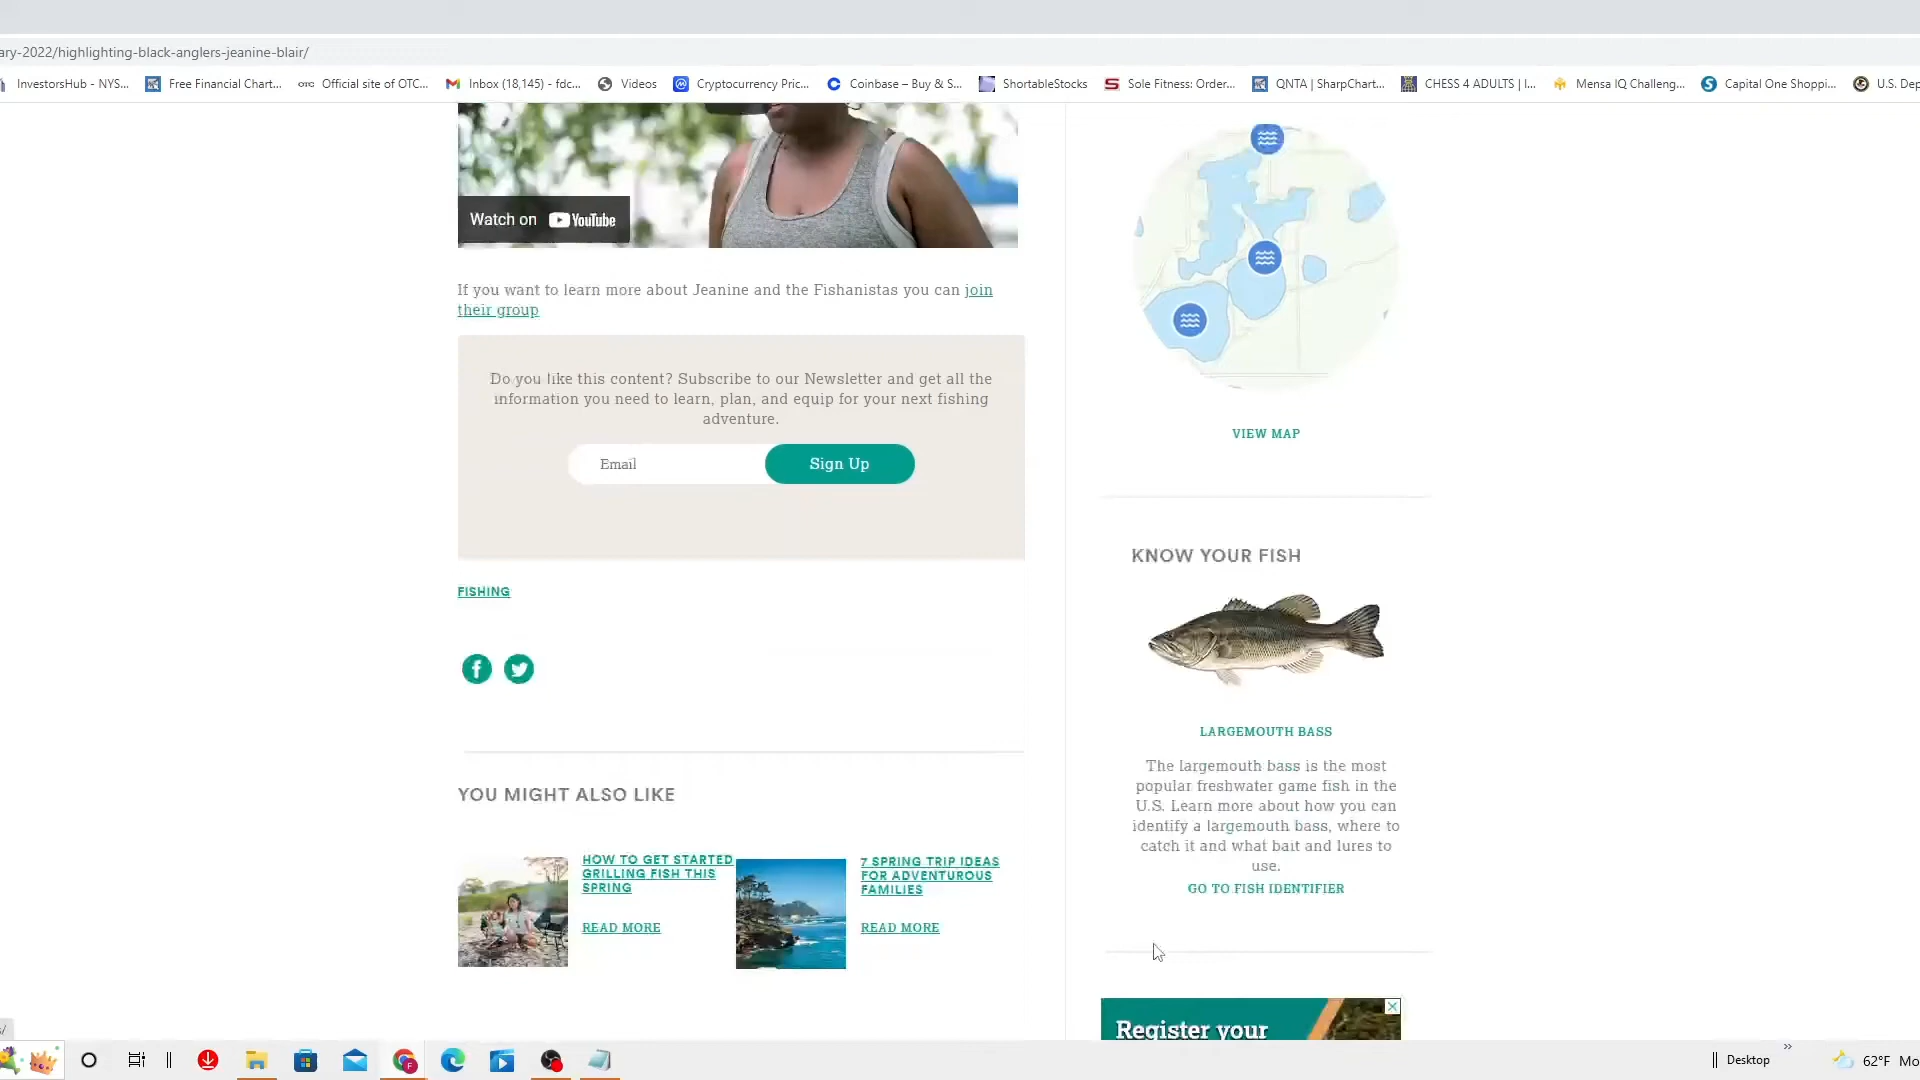 ary-2022/highlighting-black-anglers-jeanine-blair/
InvestorsHub - NYS...
Free Financial Chart...
Official site of OTC...
Inbox (18,145) - fdc...
Videos
Cryptocurrency Pric...
Coinbase – Buy & S...
ShortableStocks
Sole Fitness: Order...
QNTA | SharpChart...
CHESS 4 ADULTS | I...
Mensa IQ Challeng...
Capital One Shoppi...
U.S. Dep
Watch on YouTube
If you want to learn more about Jeanine and the Fishanistas you can join
their group
Do you like this content? Subscribe to our Newsletter and get all the
information you need to learn, plan, and equip for your next fishing
adventure.
Email
Sign Up
FISHING
YOU MIGHT ALSO LIKE
HOW TO GET STARTED
GRILLING FISH THIS
SPRING
READ MORE
7 SPRING TRIP IDEAS
FOR ADVENTUROUS
FAMILIES
READ MORE
VIEW MAP
KNOW YOUR FISH
LARGEMOUTH BASS
The largemouth bass is the most
popular freshwater game fish in the
U.S. Learn more about how you can
identify a largemouth bass, where to
catch it and what bait and lures to
use.
GO TO FISH IDENTIFIER
Register your
s/
Desktop
62°F Mo